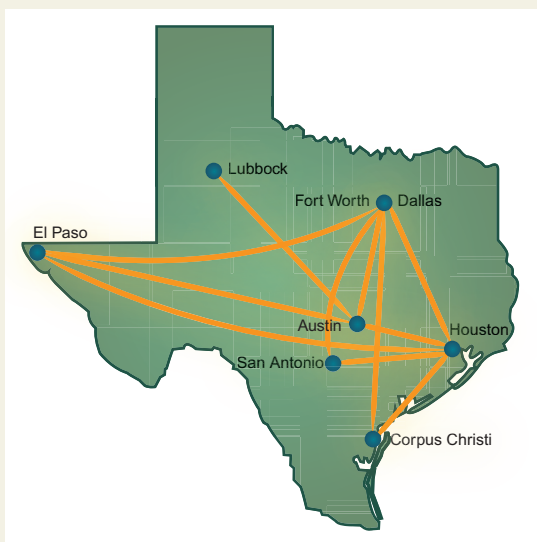 Lubbock
Fort Worth
Dallas
El Paso
Austin
Houston
San Antonio
Corpus Christi